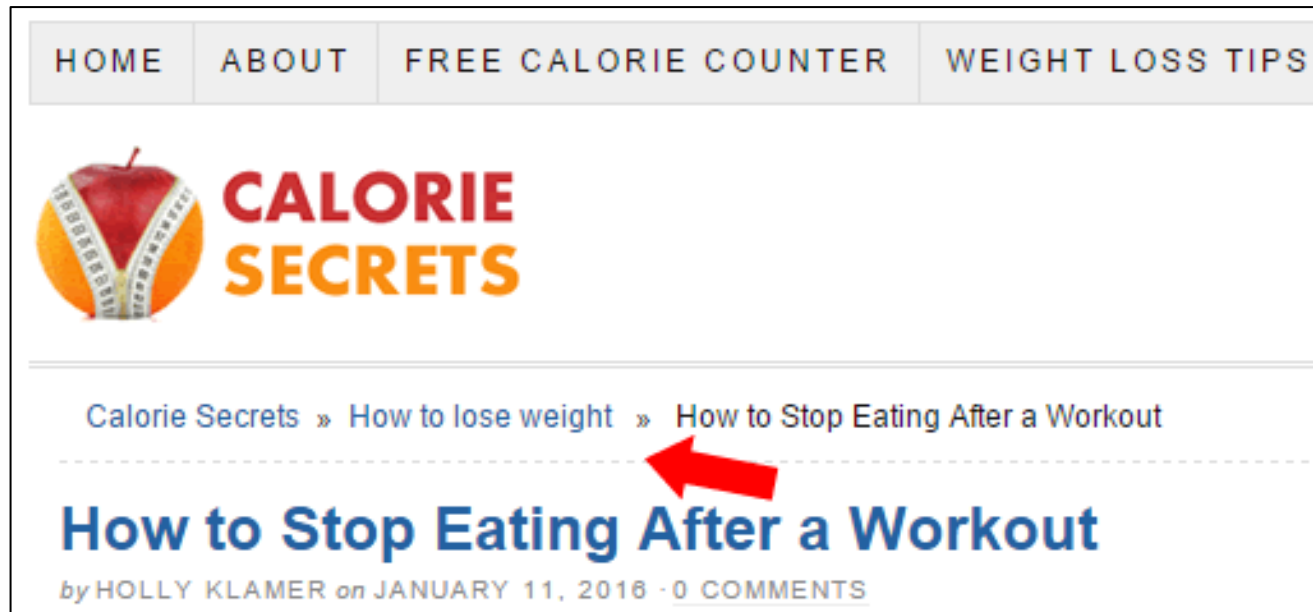 HOME ABOUT FREE CALORIE COUNTER WEIGHT LOSS TIPS
CALORIE
SECRETS
Calorie Secrets » How to lose weight » How to Stop Eating After a Workout
How to Stop Eating After a Workout
by HOLLY KLAMER on JANUARY 11, 2016 · 0 COMMENTS